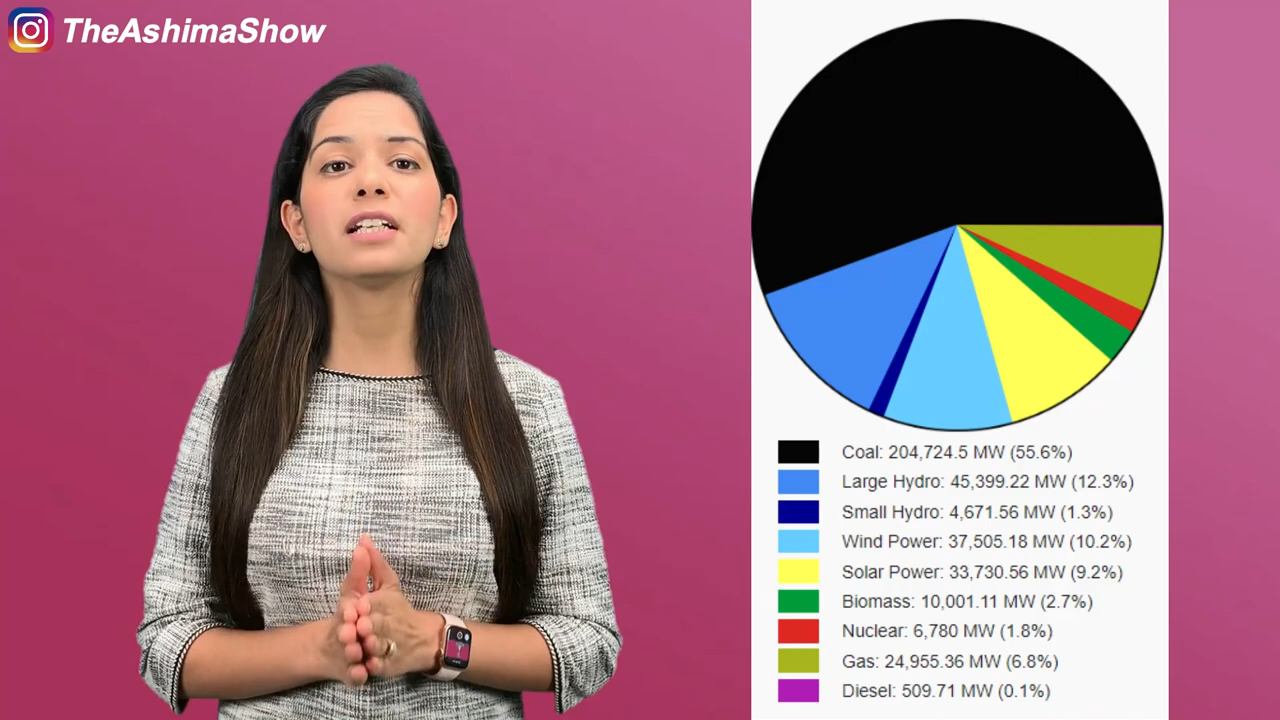 TheAshimaShow
Coal: 204,724.5 MW (55.6%)
Large Hydro: 45,399.22 MW (12.3%)
Small Hydro: 4,671.56 MW (1.3%)
Wind Power: 37,505.18 MW (10.2%)
Solar Power: 33,730.56 MW (9.2%)
Biomass: 10,001.11 MW (2.7%)
Nuclear: 6,780 MW (1.8%)
Gas: 24,955.36 MW (6.8%)
Diesel: 509.71 MW (0.1%)